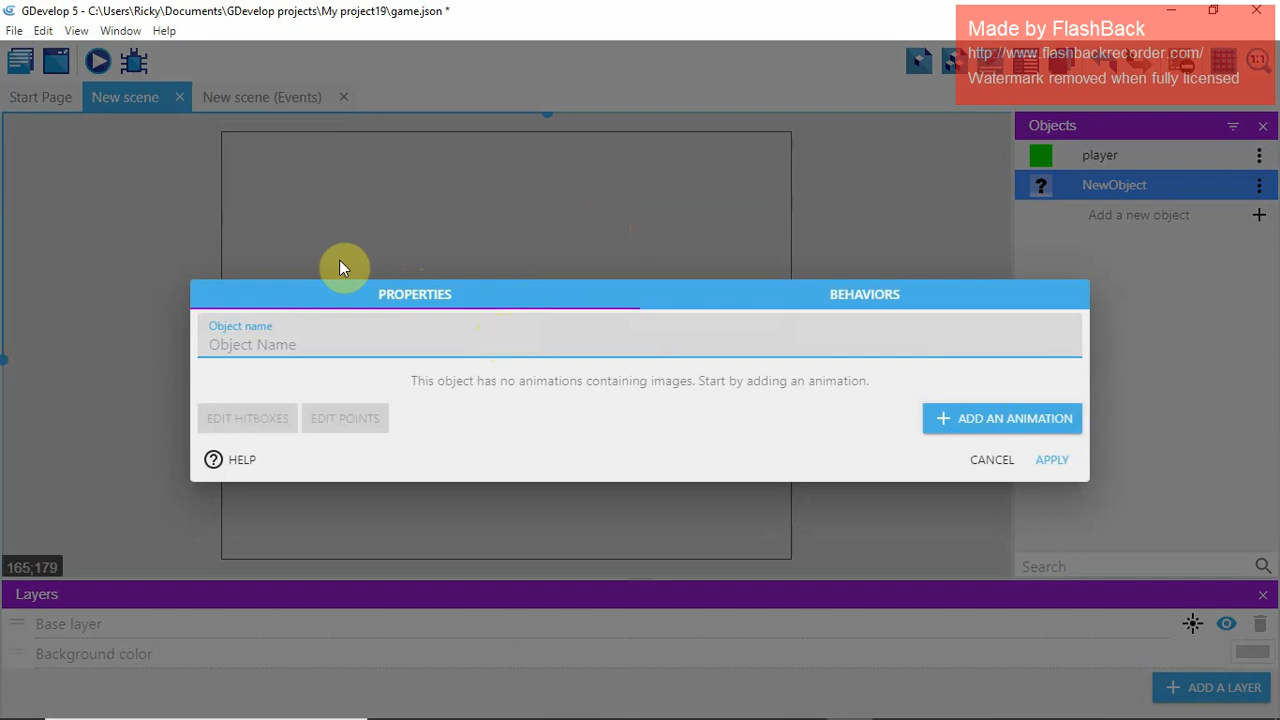 GDevelop 5 - C:\Users\Ricky\Documents\GDevelop projects\My project19\game.json *
Made by FlashBack
File Edit View Window Help
http://www.flashbackrecorder.com/
Watermark removed when fully licensed
1:1
Start Page New scene New scene (Events)
Objects
player
? NewObject
Add a new object
PROPERTIES BEHAVIORS
Object name
Object Name
This object has no animations containing images. Start by adding an animation.
EDIT HITBOXES EDIT POINTS ADD AN ANIMATION
? HELP CANCEL APPLY
165;179 Search
Layers
Base layer
Background color
ADD A LAYER